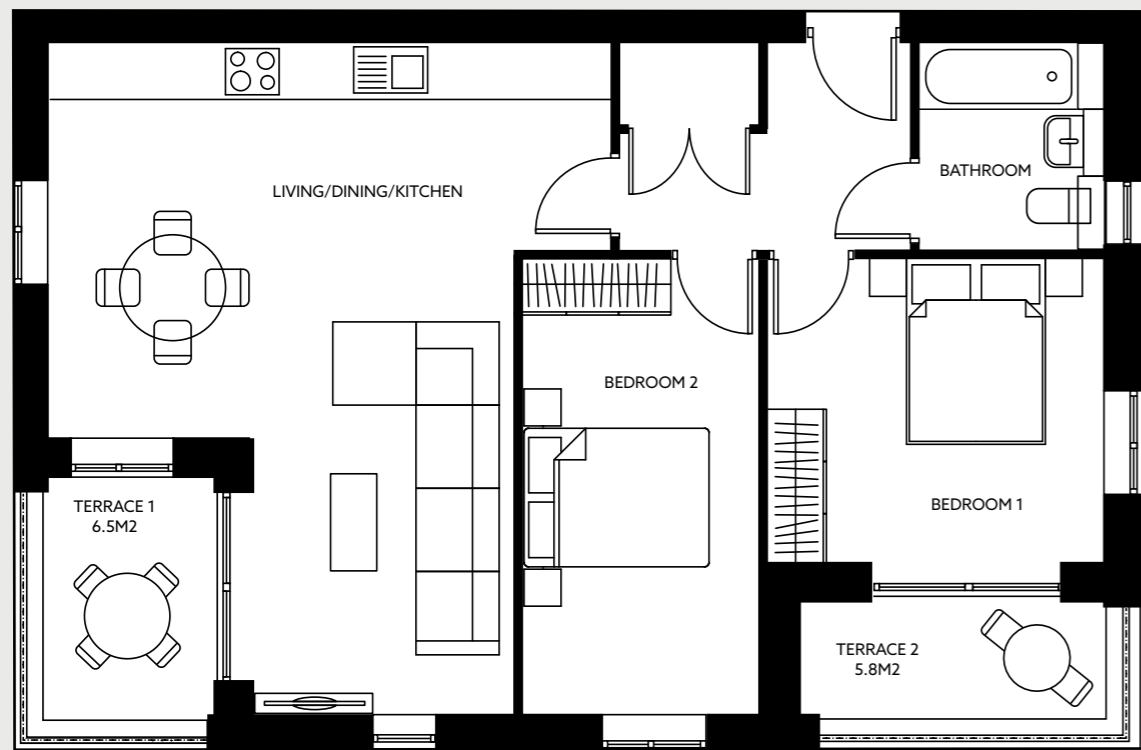 LIVING/DINING/KITCHEN
BATHROOM
BEDROOM 2
TERRACE 1
6.5M2
BEDROOM 1
TERRACE 2
5.8M2